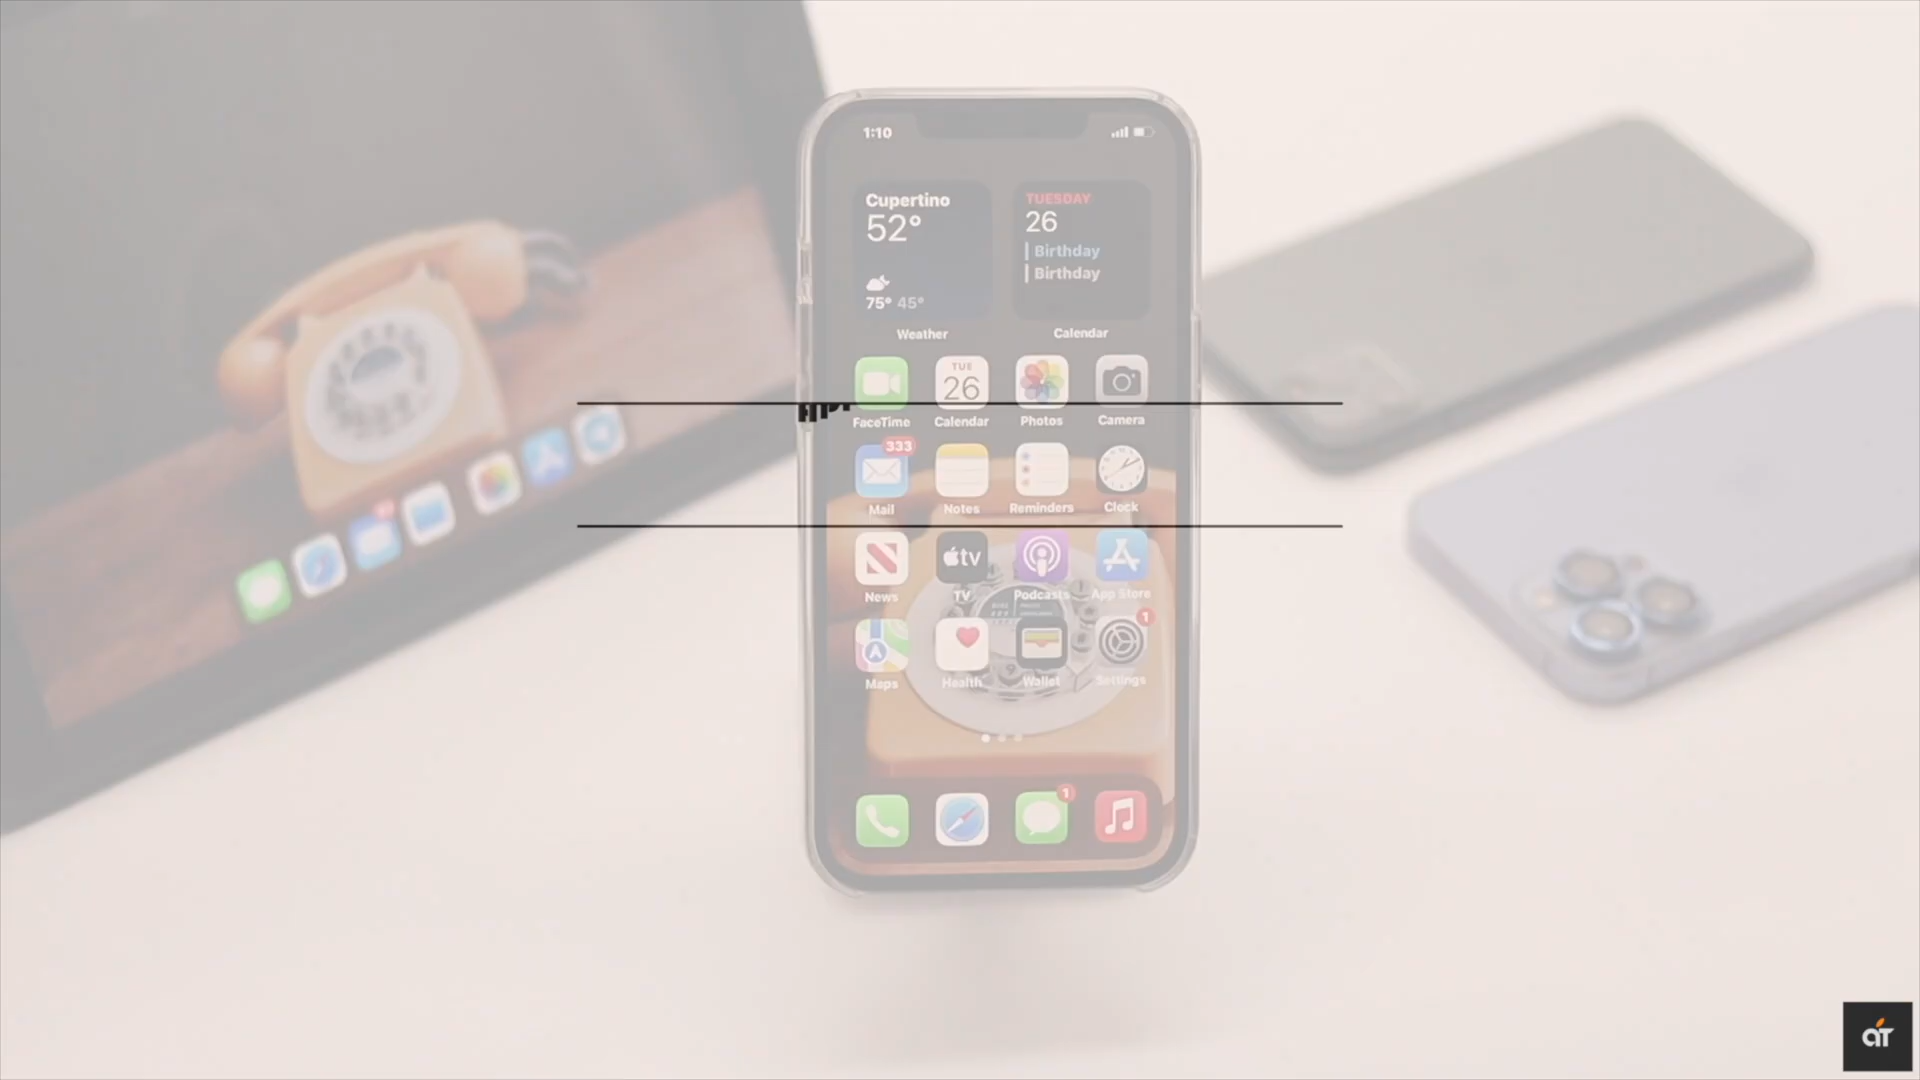 1:10
Cupertino
52°
75° 45°
Weather
TUESDAY
26
Birthday
Birthday
Calendar
TUE
26
FaceTime
Calendar
Photos
Camera
333
Mail
Notes
Reminders
Clock
tv
News
TV
Podcasts
App Store
1
Maps
Health
Wallet
Settings
1
aT